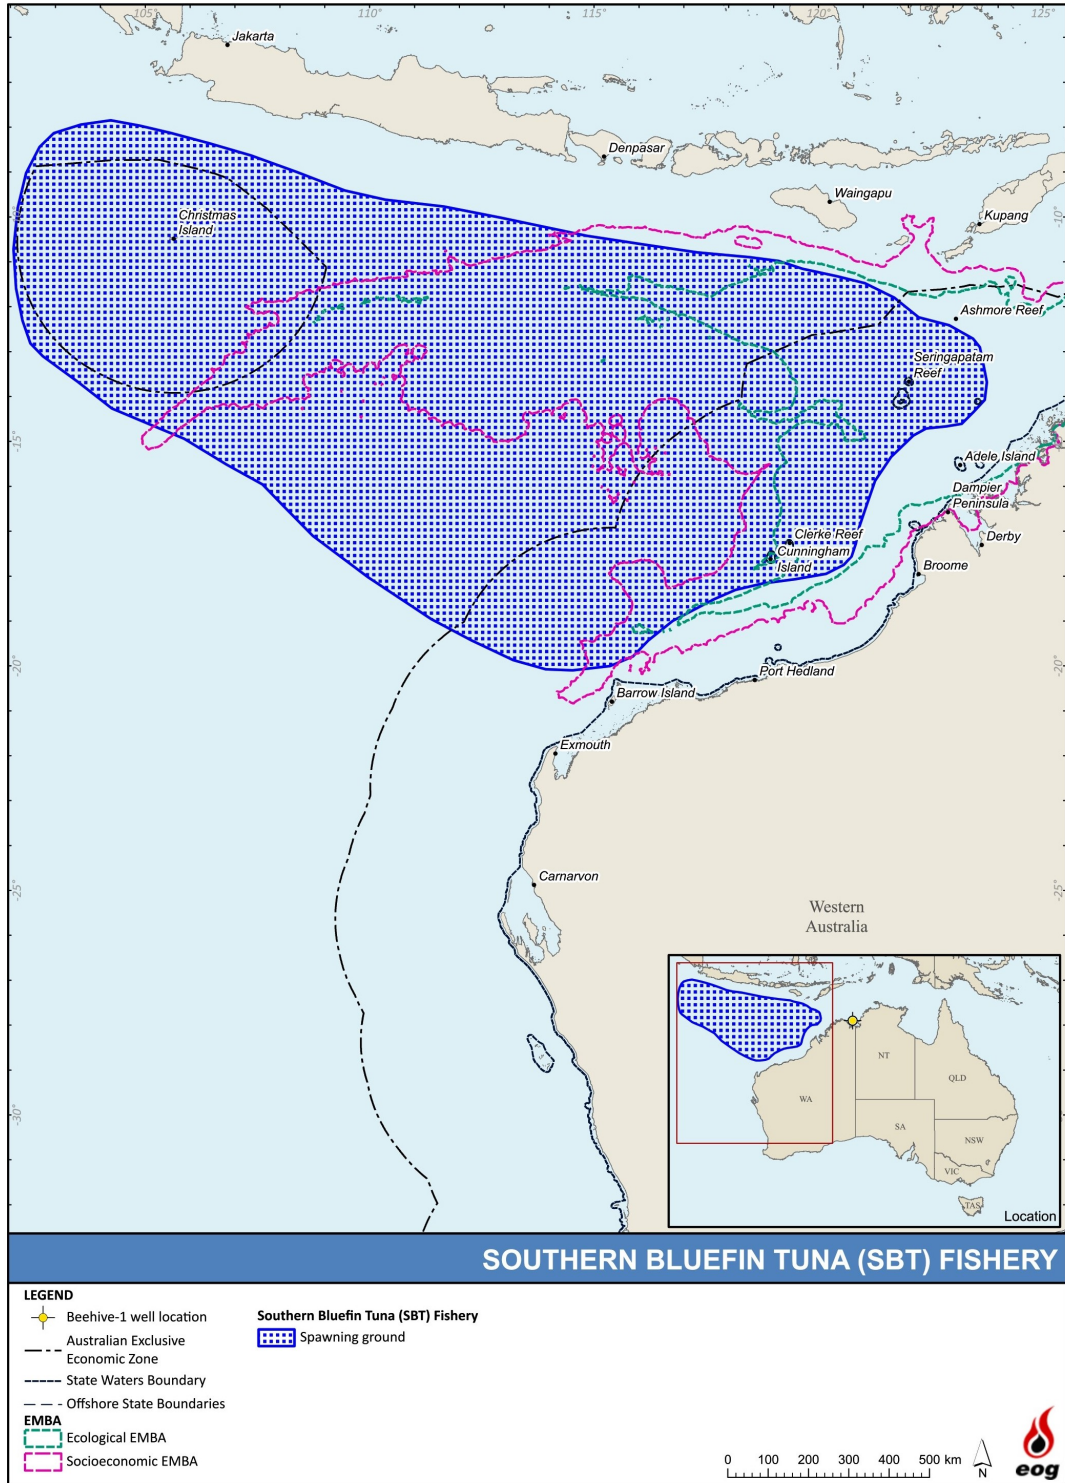 105°
110°
115°
120°
125°
Jakarta
Denpasar
Waingapu
Kupang
-10°
-10°
Christmas
Island
Ashmore Reef
Seringapatam
Reef
-15°
-15°
Adele Island
Dampier
Peninsula
Clerke Reef
Cunningham
Island
Derby
Broome
-20°
-20°
Port Hedland
Barrow Island
Exmouth
Carnarvon
-25°
-25°
Western
Australia
-30°
NT
QLD
WA
SA
NSW
VIC
TAS
Location
SOUTHERN BLUEFIN TUNA (SBT) FISHERY
LEGEND
Beehive-1 well location
Australian Exclusive
Economic Zone
State Waters Boundary
Offshore State Boundaries
EMBA
Ecological EMBA
Socioeconomic EMBA
Southern Bluefin Tuna (SBT) Fishery
Spawning ground
0 100 200 300 400 500 km
N
eog